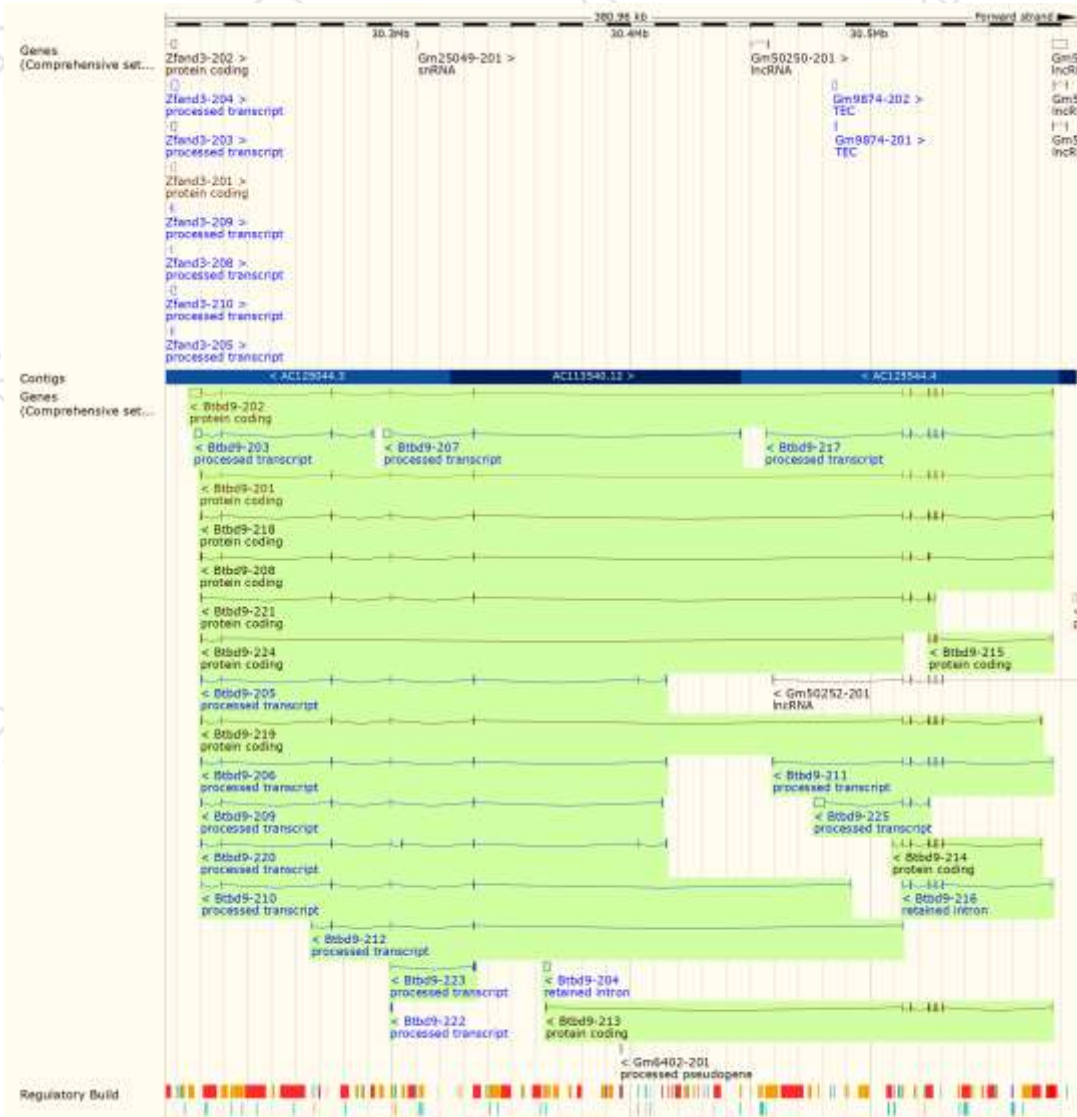 380.96 kb
Forward strand
30.3Mb
30.4Mb
30.5Mb
Genes
(Comprehensive set...
Zfand3-202 >
protein coding
Gm25049-201 >
snRNA
Gm50250-201 >
lncRNA
Gm5
lncR
Zfand3-204 >
processed transcript
Gm9874-202 >
TEC
Gm5
lncR
Zfand3-203 >
processed transcript
Gm9874-201 >
TEC
Gm5
lncR
Zfand3-201 >
protein coding
Zfand3-209 >
processed transcript
Zfand3-208 >
processed transcript
Zfand3-210 >
processed transcript
Zfand3-205 >
processed transcript
Contigs
< AC129044.3
AC113540.12 >
< AC125544.4
Genes
(Comprehensive set...
< Btbd9-202
protein coding
< Btbd9-203
processed transcript
< Btbd9-207
processed transcript
< Btbd9-217
processed transcript
< Btbd9-201
protein coding
< Btbd9-218
protein coding
< Btbd9-208
protein coding
< Btbd9-221
protein coding
< Btbd9-224
protein coding
< Btbd9-215
protein coding
< Btbd9-205
processed transcript
< Gm50252-201
lncRNA
< Btbd9-219
protein coding
< Btbd9-206
processed transcript
< Btbd9-211
processed transcript
< Btbd9-209
processed transcript
< Btbd9-225
processed transcript
< Btbd9-220
processed transcript
< Btbd9-214
protein coding
< Btbd9-210
processed transcript
< Btbd9-216
retained intron
< Btbd9-212
processed transcript
< Btbd9-223
processed transcript
< Btbd9-204
retained intron
< Btbd9-222
processed transcript
< Btbd9-213
protein coding
< Gm6402-201
processed pseudogene
Regulatory Build